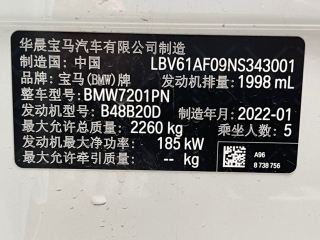 华晨宝马汽车有限公司制造
制造国：中国 LBV61AF09NS343001
品牌：宝马(BMW)牌 发动机排量：1998 mL
整车型号：BMW7201PN
发动机型号：B48B20D 制造年月：2022-01
最大允许总质量：2260 kg 乘坐人数：5
发动机最大净功率：185 kW
最大允许牵引质量：-- kg
A96
8 738 756